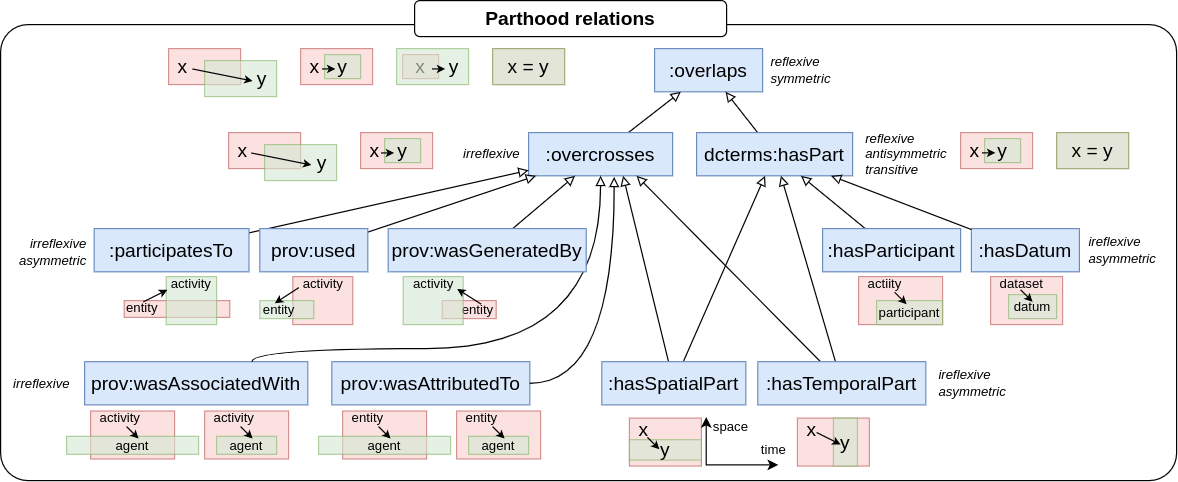 Parthood relations
x
y
x y
x y
x = y
:overlaps
reflexive
symmetric
x
y
x y
irreflexive
:overcrosses
dcterms:hasPart
reflexive
antisymmetric
transitive
x y
x = y
irreflexive
asymmetric
:participatesTo
prov:used
prov:wasGeneratedBy
:hasParticipant
:hasDatum
ireflexive
asymmetric
activity
entity
activity
entity
activity
entity
actiity
participant
dataset
datum
irreflexive
prov:wasAssociatedWith
prov:wasAttributedTo
:hasSpatialPart
:hasTemporalPart
ireflexive
asymmetric
activity
agent
activity
agent
entity
agent
entity
agent
x
y
space
time
x
y